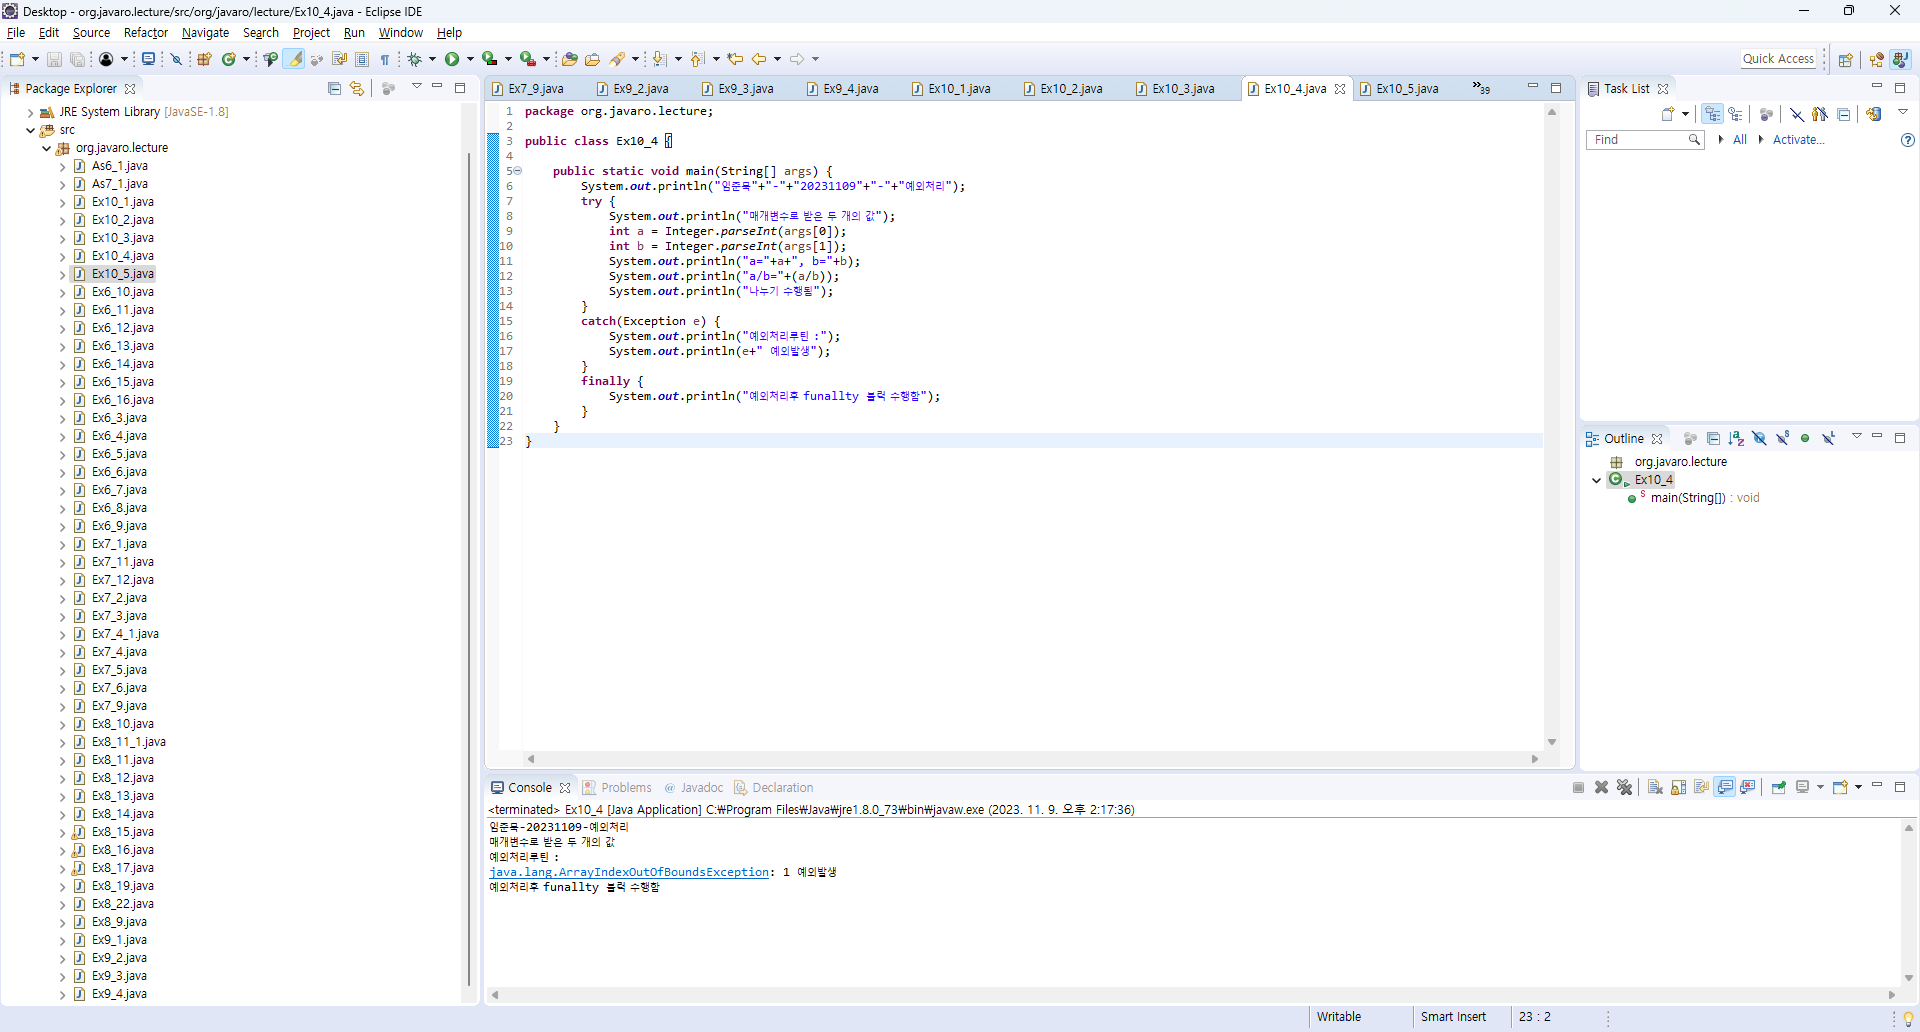 Desktop - org.javaro.lecture/src/org/javaro/lecture/Ex10_4.java - Eclipse IDE
File Edit Source Refactor Navigate Search Project Run Window Help
Quick Access
Package Explorer
JRE System Library [JavaSE-1.8]
src
org.javaro.lecture
As6_1.java
As7_1.java
Ex10_1.java
Ex10_2.java
Ex10_3.java
Ex10_4.java
Ex10_5.java
Ex6_10.java
Ex6_11.java
Ex6_12.java
Ex6_13.java
Ex6_14.java
Ex6_15.java
Ex6_16.java
Ex6_3.java
Ex6_4.java
Ex6_5.java
Ex6_6.java
Ex6_7.java
Ex6_8.java
Ex6_9.java
Ex7_1.java
Ex7_11.java
Ex7_12.java
Ex7_2.java
Ex7_3.java
Ex7_4_1.java
Ex7_4.java
Ex7_5.java
Ex7_6.java
Ex7_9.java
Ex8_10.java
Ex8_11_1.java
Ex8_11.java
Ex8_12.java
Ex8_13.java
Ex8_14.java
Ex8_15.java
Ex8_16.java
Ex8_17.java
Ex8_19.java
Ex8_22.java
Ex8_9.java
Ex9_1.java
Ex9_2.java
Ex9_3.java
Ex9_4.java
Ex7_9.java Ex9_2.java Ex9_3.java Ex9_4.java Ex10_1.java Ex10_2.java Ex10_3.java Ex10_4.java Ex10_5.java »39
1 package org.javaro.lecture;
2
3 public class Ex10_4 {
4
5 public static void main(String[] args) {
6 System.out.println("임준묵"+"-"+"20231109"+"-"+"예외처리");
7 try {
8 System.out.println("매개변수로 받은 두 개의 값");
9 int a = Integer.parseInt(args[0]);
10 int b = Integer.parseInt(args[1]);
11 System.out.println("a="+a+", b="+b);
12 System.out.println("a/b="+(a/b));
13 System.out.println("나누기 수행됨");
14 }
15 catch(Exception e) {
16 System.out.println("예외처리루틴 :");
17 System.out.println(e+" 예외발생");
18 }
19 finally {
20 System.out.println("예외처리후 funallty 블럭 수행함");
21 }
22 }
23 }
Task List
Find All Activate...
Outline
org.javaro.lecture
Ex10_4
main(String[]) : void
Console Problems @ Javadoc Declaration
<terminated> Ex10_4 [Java Application] C:₩Program Files₩Java₩jre1.8.0_73₩bin₩javaw.exe (2023. 11. 9. 오후 2:17:36)
임준묵-20231109-예외처리
매개변수로 받은 두 개의 값
예외처리루틴 :
java.lang.ArrayIndexOutOfBoundsException: 1 예외발생
예외처리후 funallty 블럭 수행함
Writable Smart Insert 23 : 2